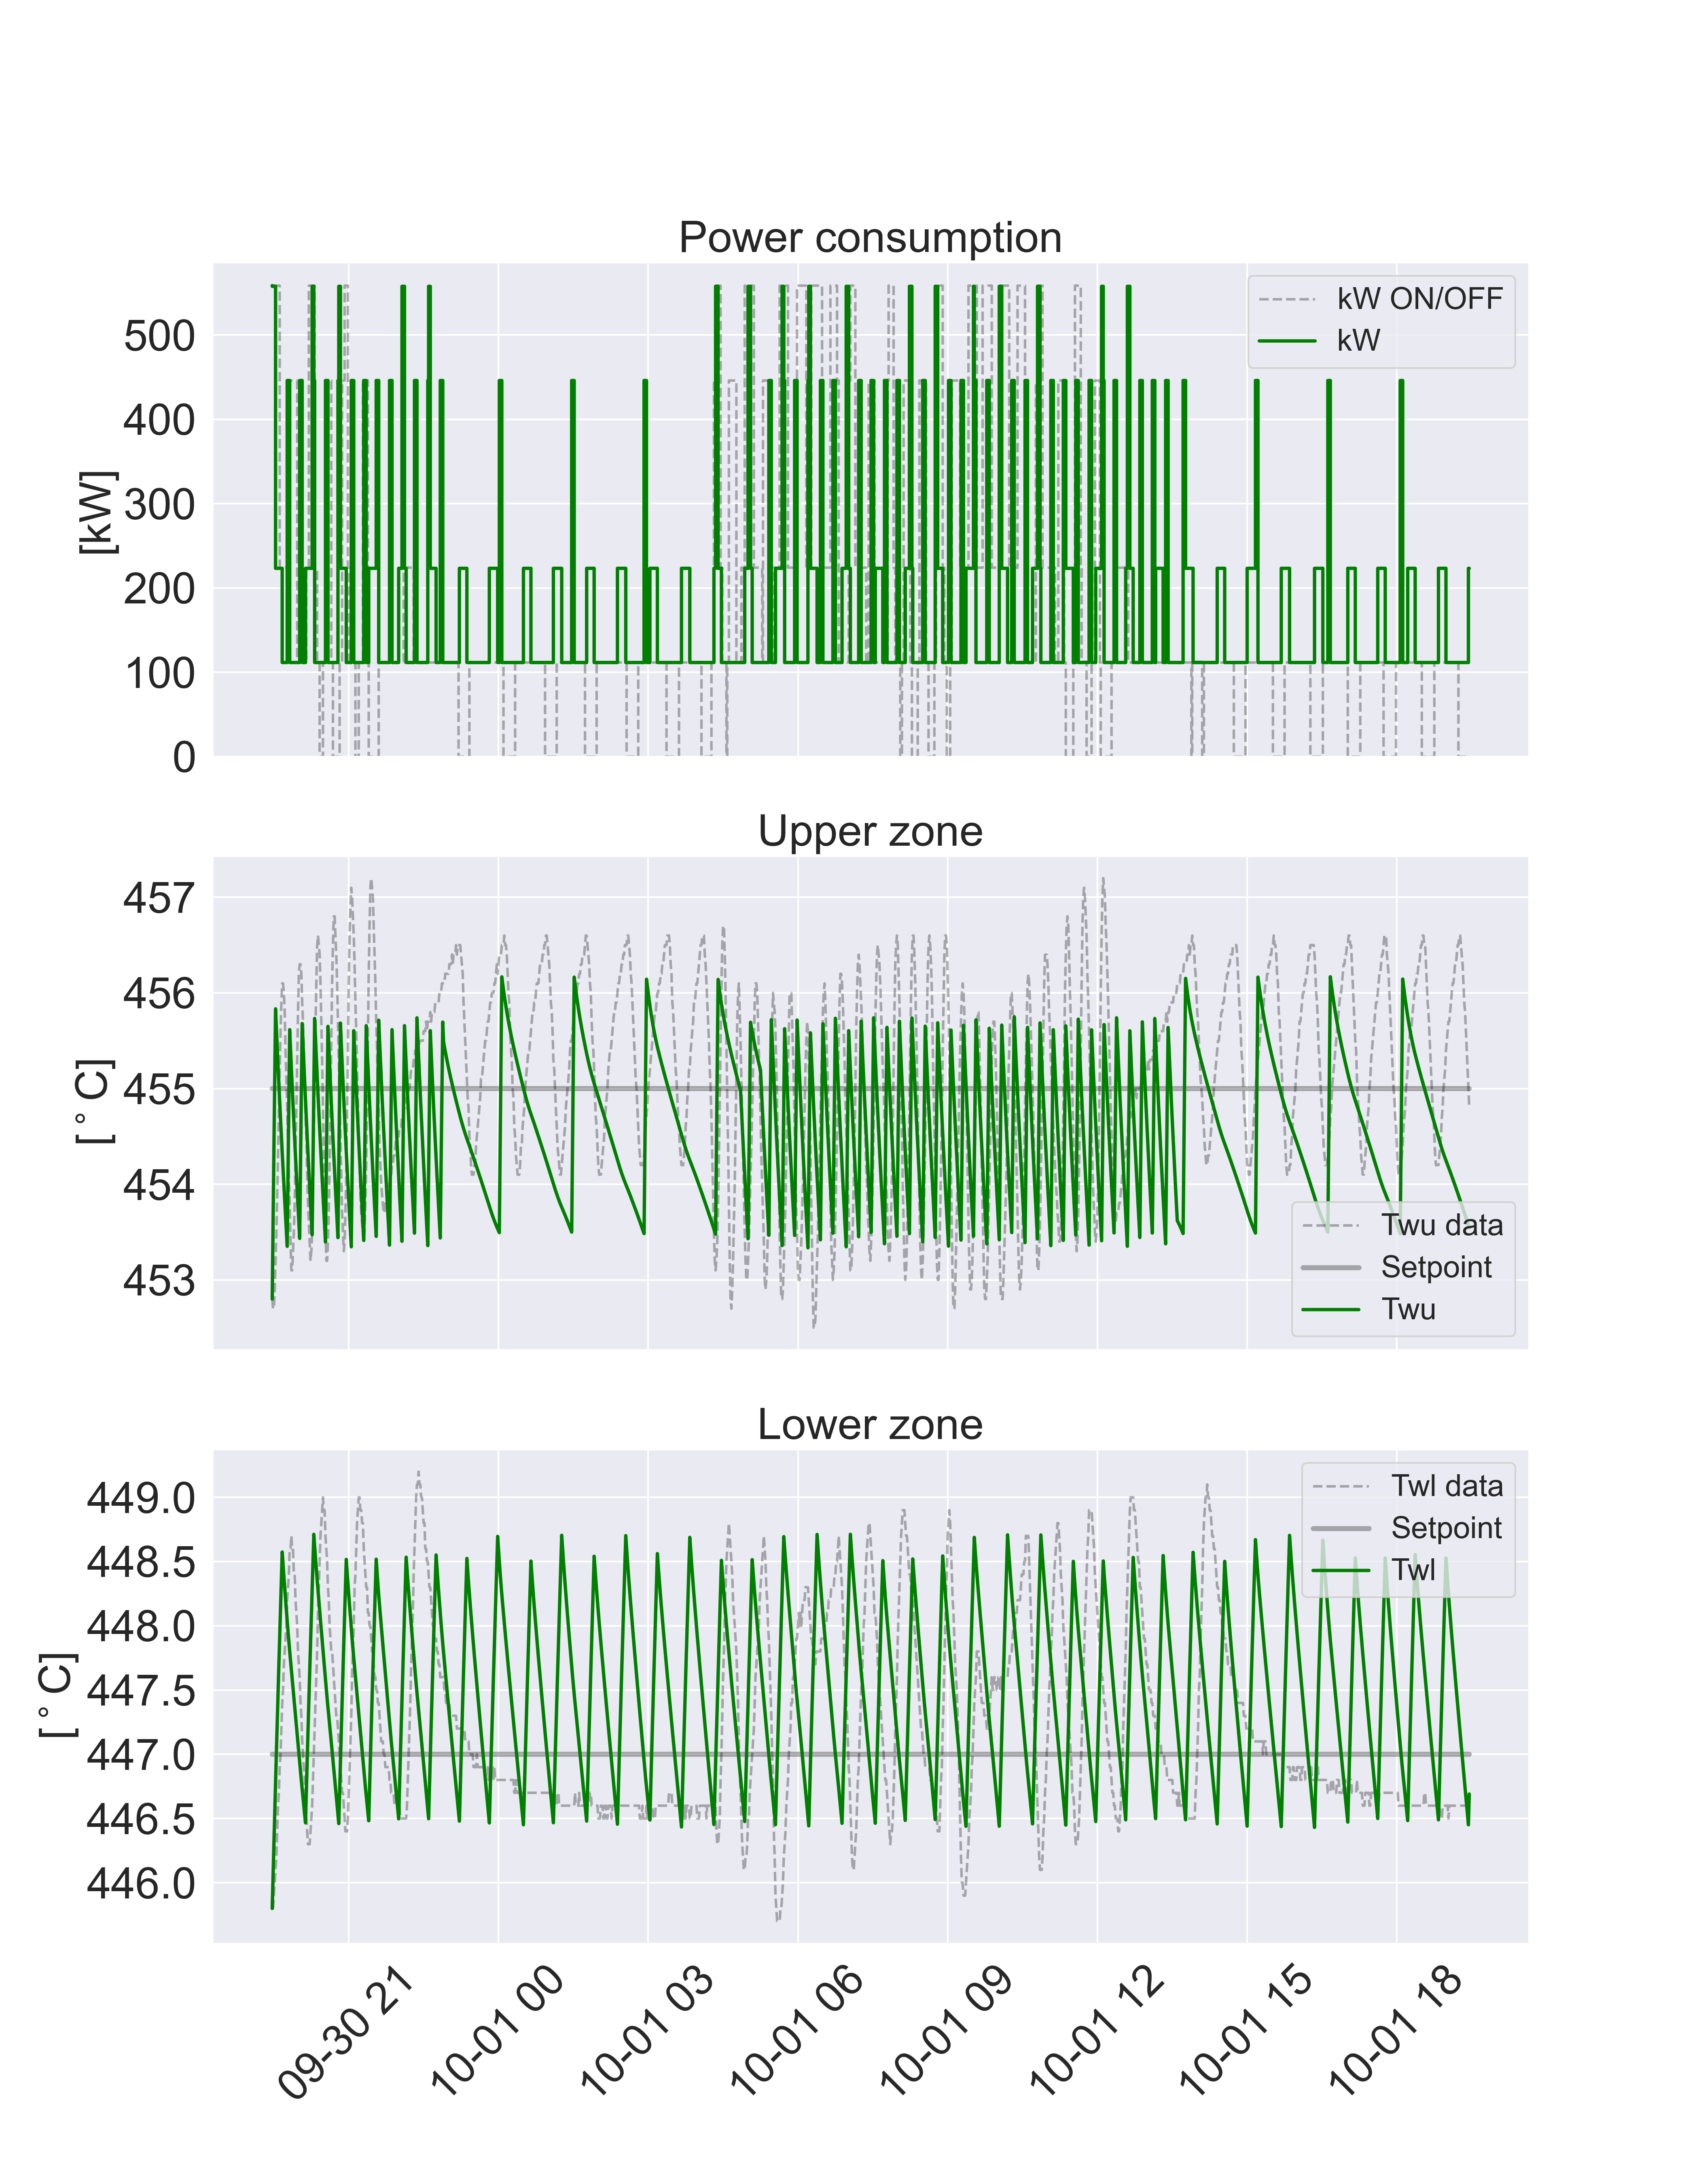 Power consumption
500
400
300
200
100
0
[kW]
kW ON/OFF
kW
Upper zone
457
456
455
454
453
[°C]
Twu data
Setpoint
Twu
Lower zone
449.0
448.5
448.0
447.5
447.0
446.5
446.0
[°C]
Twl data
Setpoint
Twl
09-30 21
10-01 00
10-01 03
10-01 06
10-01 09
10-01 12
10-01 15
10-01 18